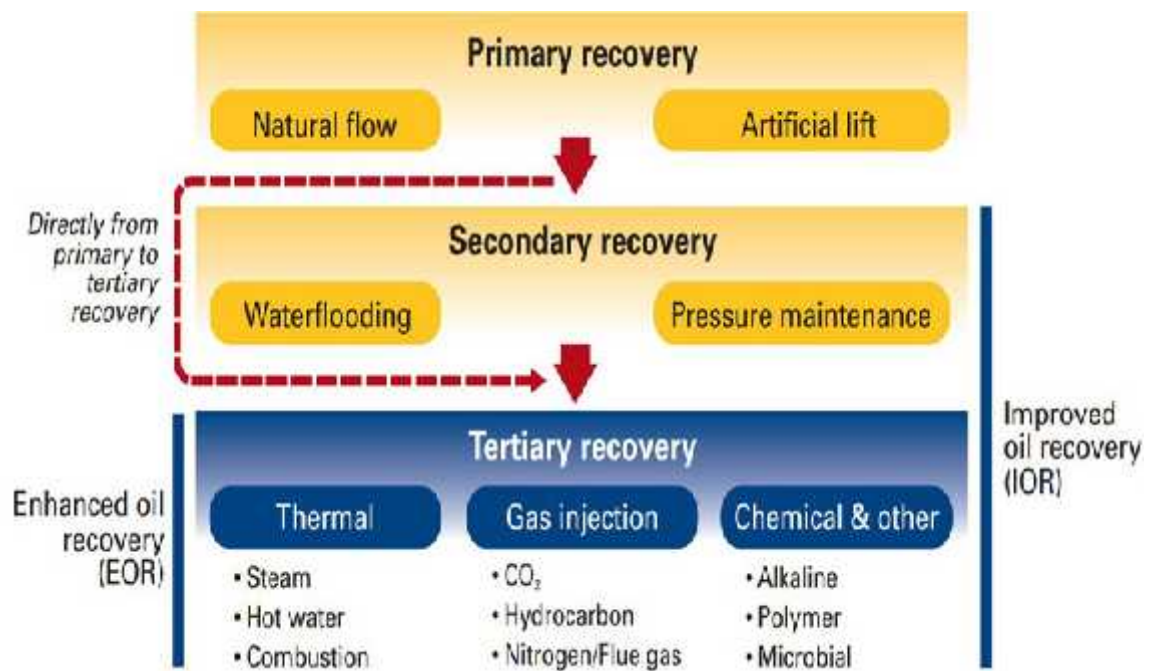 Primary recovery
Natural flow
Artificial lift
Directly from
primary to
tertiary
recovery
Secondary recovery
Waterflooding
Pressure maintenance
Improved
oil recovery
(IOR)
Enhanced oil
recovery
(EOR)
Tertiary recovery
Thermal
• Steam
• Hot water
• Combustion
Gas injection
• CO₂
• Hydrocarbon
• Nitrogen/Flue gas
Chemical & other
• Alkaline
• Polymer
• Microbial